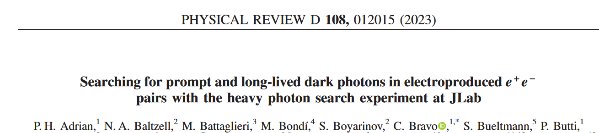 PHYSICAL REVIEW D 108, 012015 (2023)
Searching for prompt and long-lived dark photons in electroproduced e⁺e⁻
pairs with the heavy photon search experiment at JLab
P. H. Adrian,¹ N. A. Baltzell,² M. Battaglieri,³ M. Bondí,⁴ S. Boyarinov,² C. Bravo,¹,* S. Bueltmann,⁵ P. Butti,¹